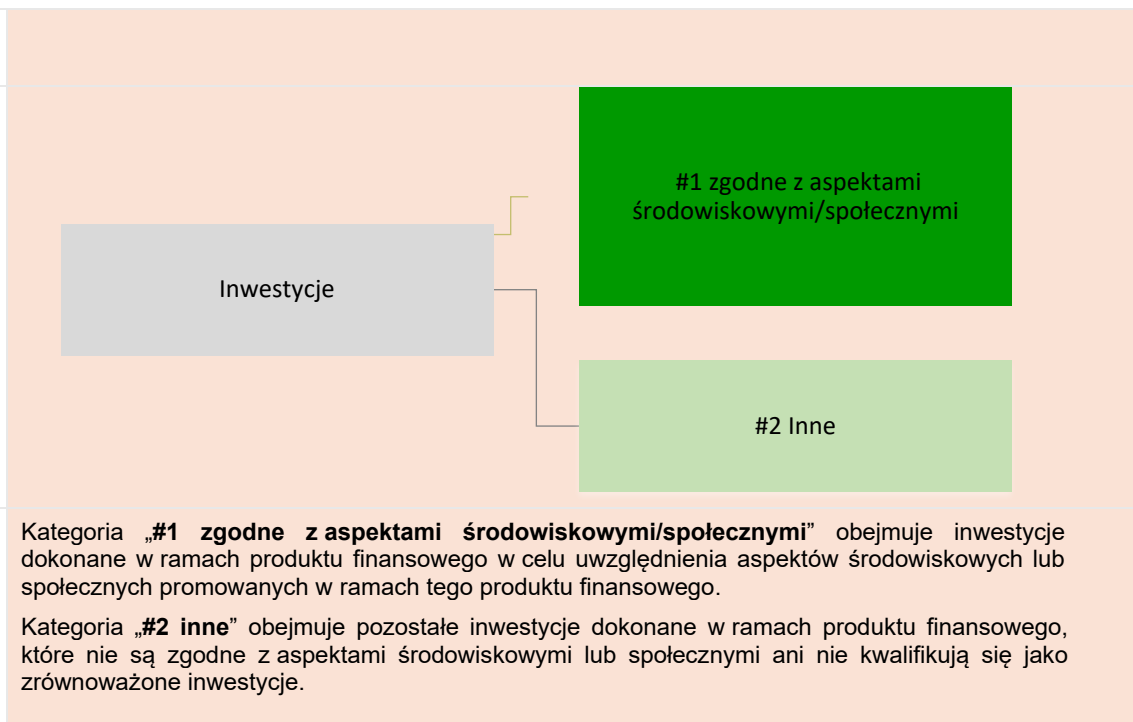 #1 zgodne z aspektami
środowiskowymi/społecznymi
Inwestycje
#2 Inne
Kategoria „#1 zgodne z aspektami środowiskowymi/społecznymi” obejmuje inwestycje
dokonane w ramach produktu finansowego w celu uwzględnienia aspektów środowiskowych lub
społecznych promowanych w ramach tego produktu finansowego.
Kategoria „#2 inne” obejmuje pozostałe inwestycje dokonane w ramach produktu finansowego,
które nie są zgodne z aspektami środowiskowymi lub społecznymi ani nie kwalifikują się jako
zrównoważone inwestycje.